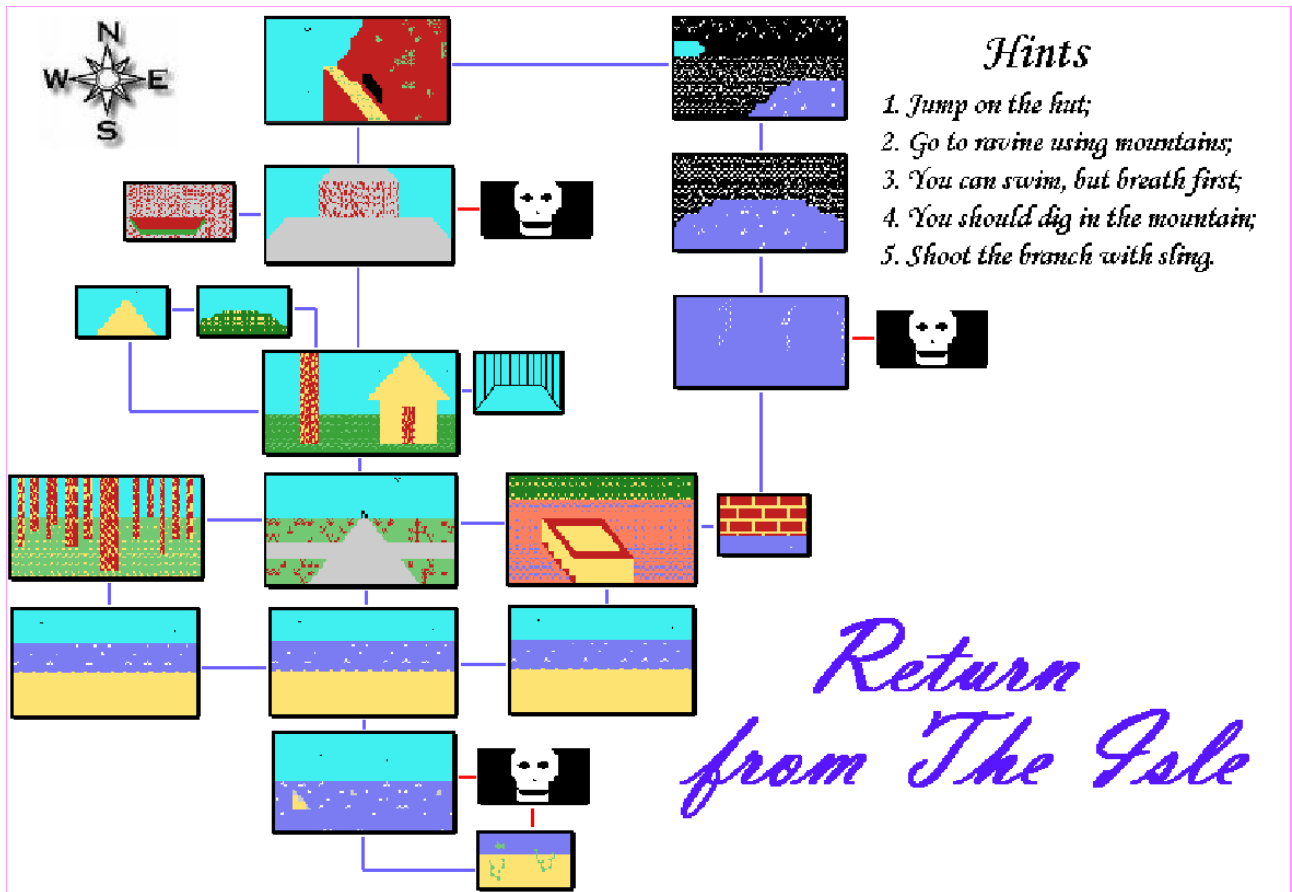 N
W E
S
Hints
1. Jump on the hut;
2. Go to ravine using mountains;
3. You can swim, but breath first;
4. You should dig in the mountain;
5. Shoot the branch with sling.
Return
from The Isle